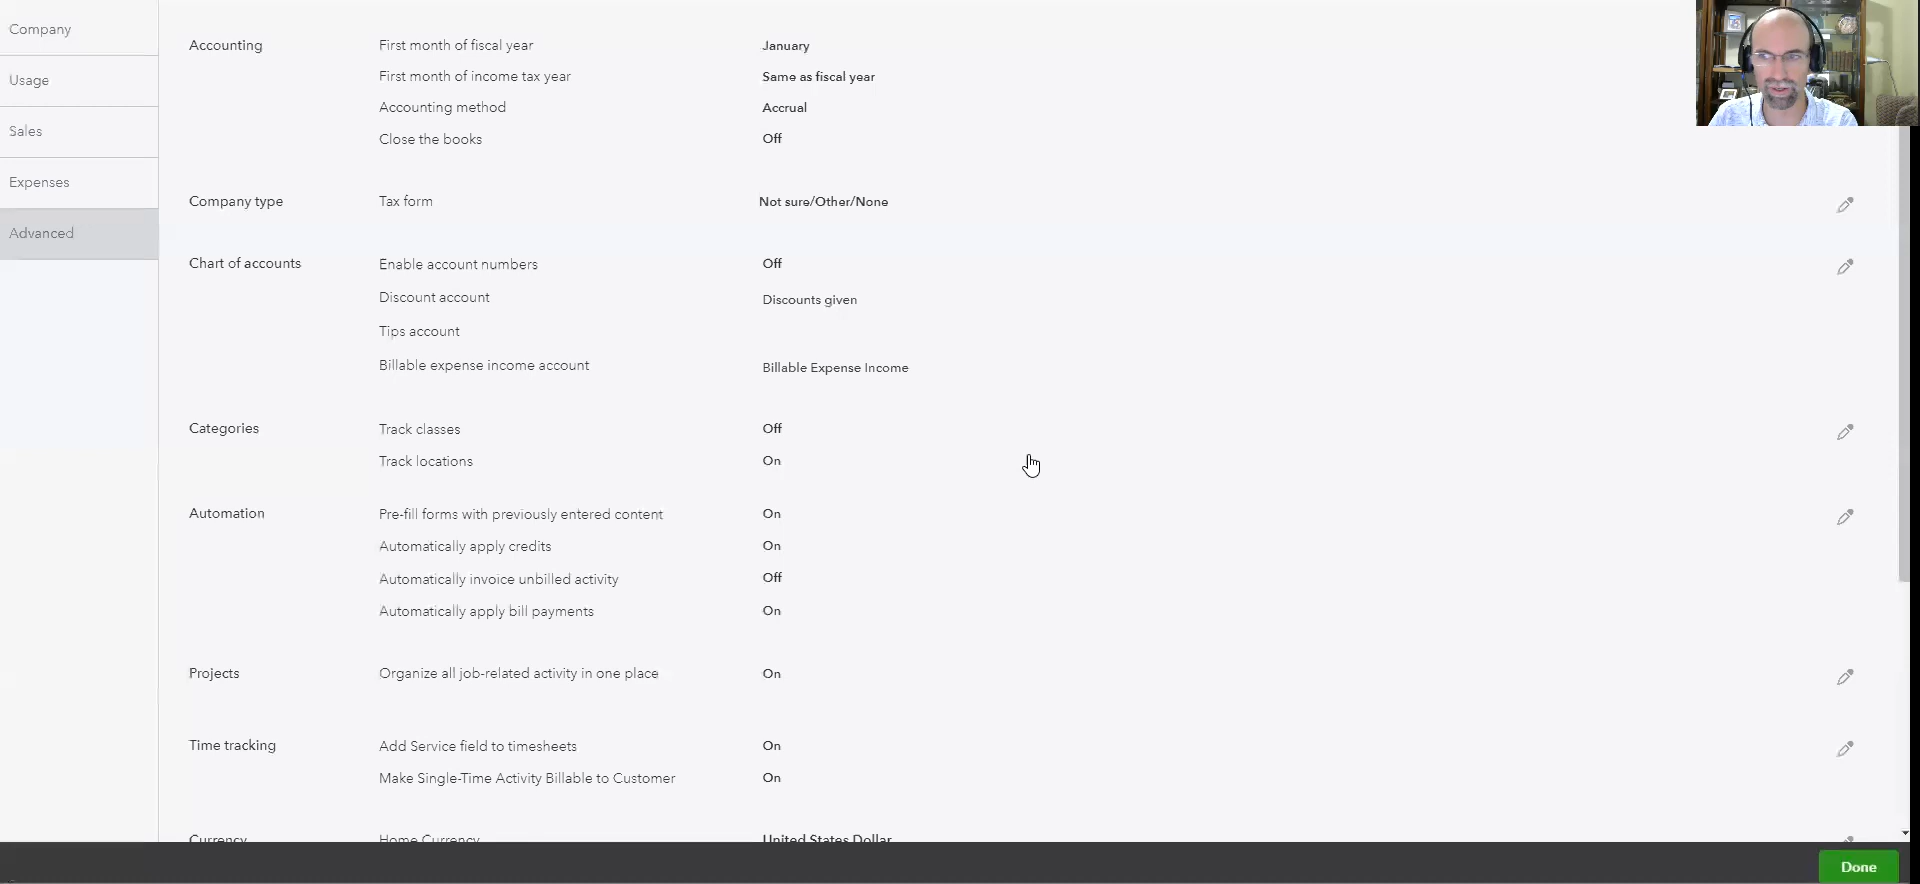 Company
Usage
Sales
Expenses
Advanced
Accounting First month of fiscal year January
First month of income tax year Same as fiscal year
Accounting method Accrual
Close the books Off
Company type Tax form Not sure/Other/None
Chart of accounts Enable account numbers Off
Discount account Discounts given
Tips account
Billable expense income account Billable Expense Income
Categories Track classes Off
Track locations On
Automation Pre-fill forms with previously entered content On
Automatically apply credits On
Automatically invoice unbilled activity Off
Automatically apply bill payments On
Projects Organize all job-related activity in one place On
Time tracking Add Service field to timesheets On
Make Single-Time Activity Billable to Customer On
Currency Home Currency United States Dollar
Done